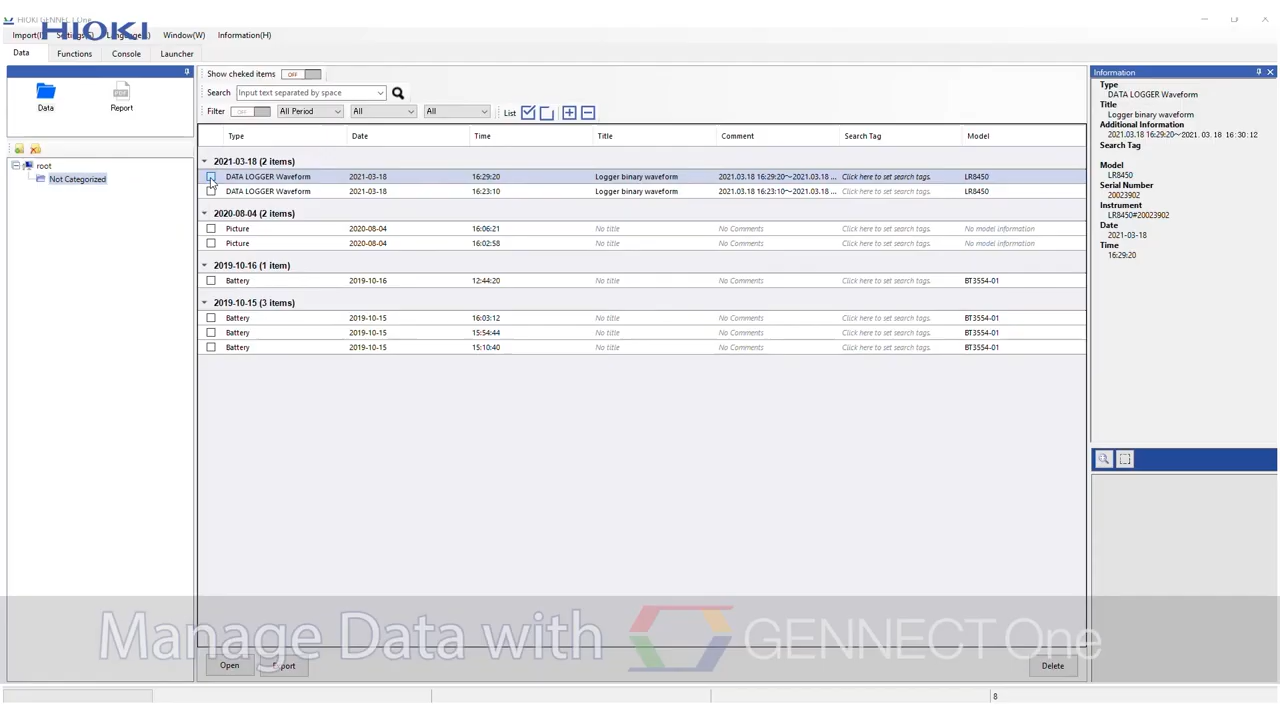 HIOKI GENNECT One
HIOKI
Import(I) Settings(S) Language(L) Window(W) Information(H)
Data Functions Console Launcher
Data Report
root
Not Categorized
Show cheked items OFF
Search Input text separated by space
Filter OFF All Period All All List
Type Date Time Title Comment Search Tag Model
2021-03-18 (2 items)
DATA LOGGER Waveform 2021-03-18 16:29:20 Logger binary waveform 2021.03.18 16:29:20～2021.03.18 ... Click here to set search tags. LR8450
DATA LOGGER Waveform 2021-03-18 16:23:10 Logger binary waveform 2021.03.18 16:23:10～2021.03.18 ... Click here to set search tags. LR8450
2020-08-04 (2 items)
Picture 2020-08-04 16:06:21 No title No Comments Click here to set search tags. No model information
Picture 2020-08-04 16:02:58 No title No Comments Click here to set search tags. No model information
2019-10-16 (1 item)
Battery 2019-10-16 12:44:20 No title No Comments Click here to set search tags. BT3554-01
2019-10-15 (3 items)
Battery 2019-10-15 16:03:12 No title No Comments Click here to set search tags. BT3554-01
Battery 2019-10-15 15:54:44 No title No Comments Click here to set search tags. BT3554-01
Battery 2019-10-15 15:10:40 No title No Comments Click here to set search tags. BT3554-01
Information
Type
DATA LOGGER Waveform
Title
Logger binary waveform
Additional Information
2021.03.18 16:29:20～2021.03.18 16:30:12
Search Tag
Model
LR8450
Serial Number
20023902
Instrument
LR8450#20023902
Date
2021-03-18
Time
16:29:20
Manage Data with GENNECT One
Open Export Delete
8